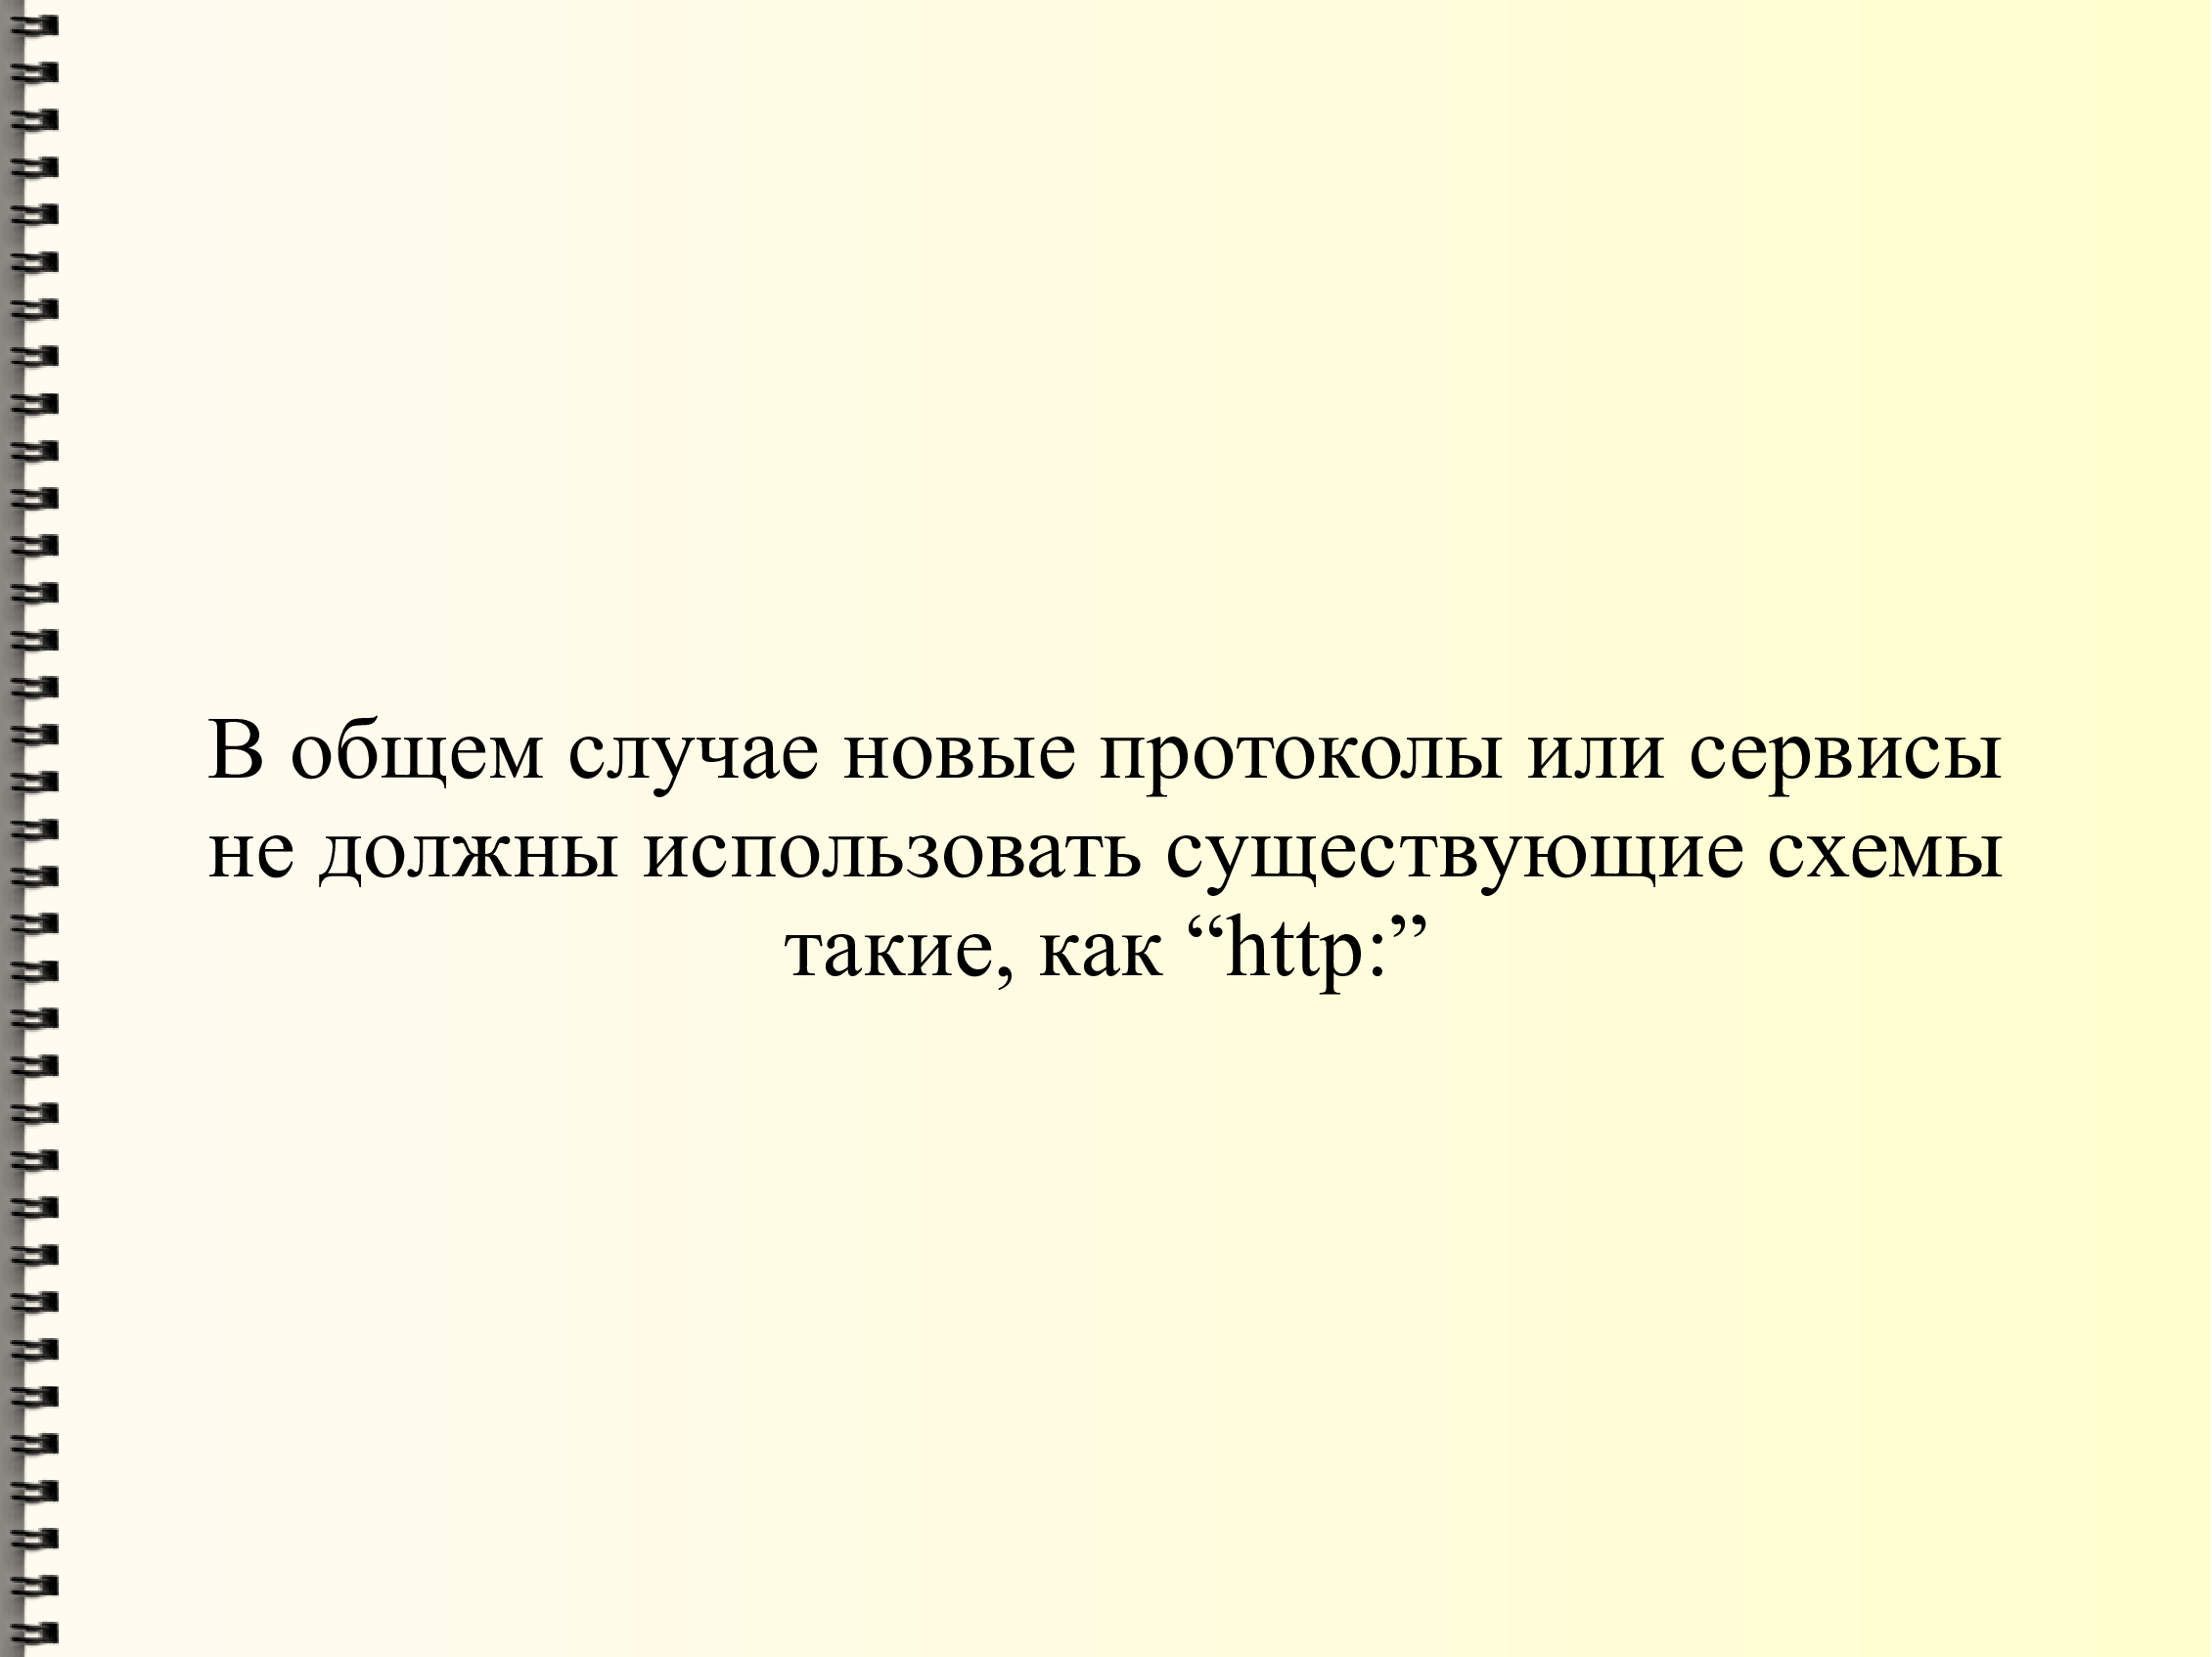 В общем случае новые протоколы или сервисы
не должны использовать существующие схемы
такие, как “http:”